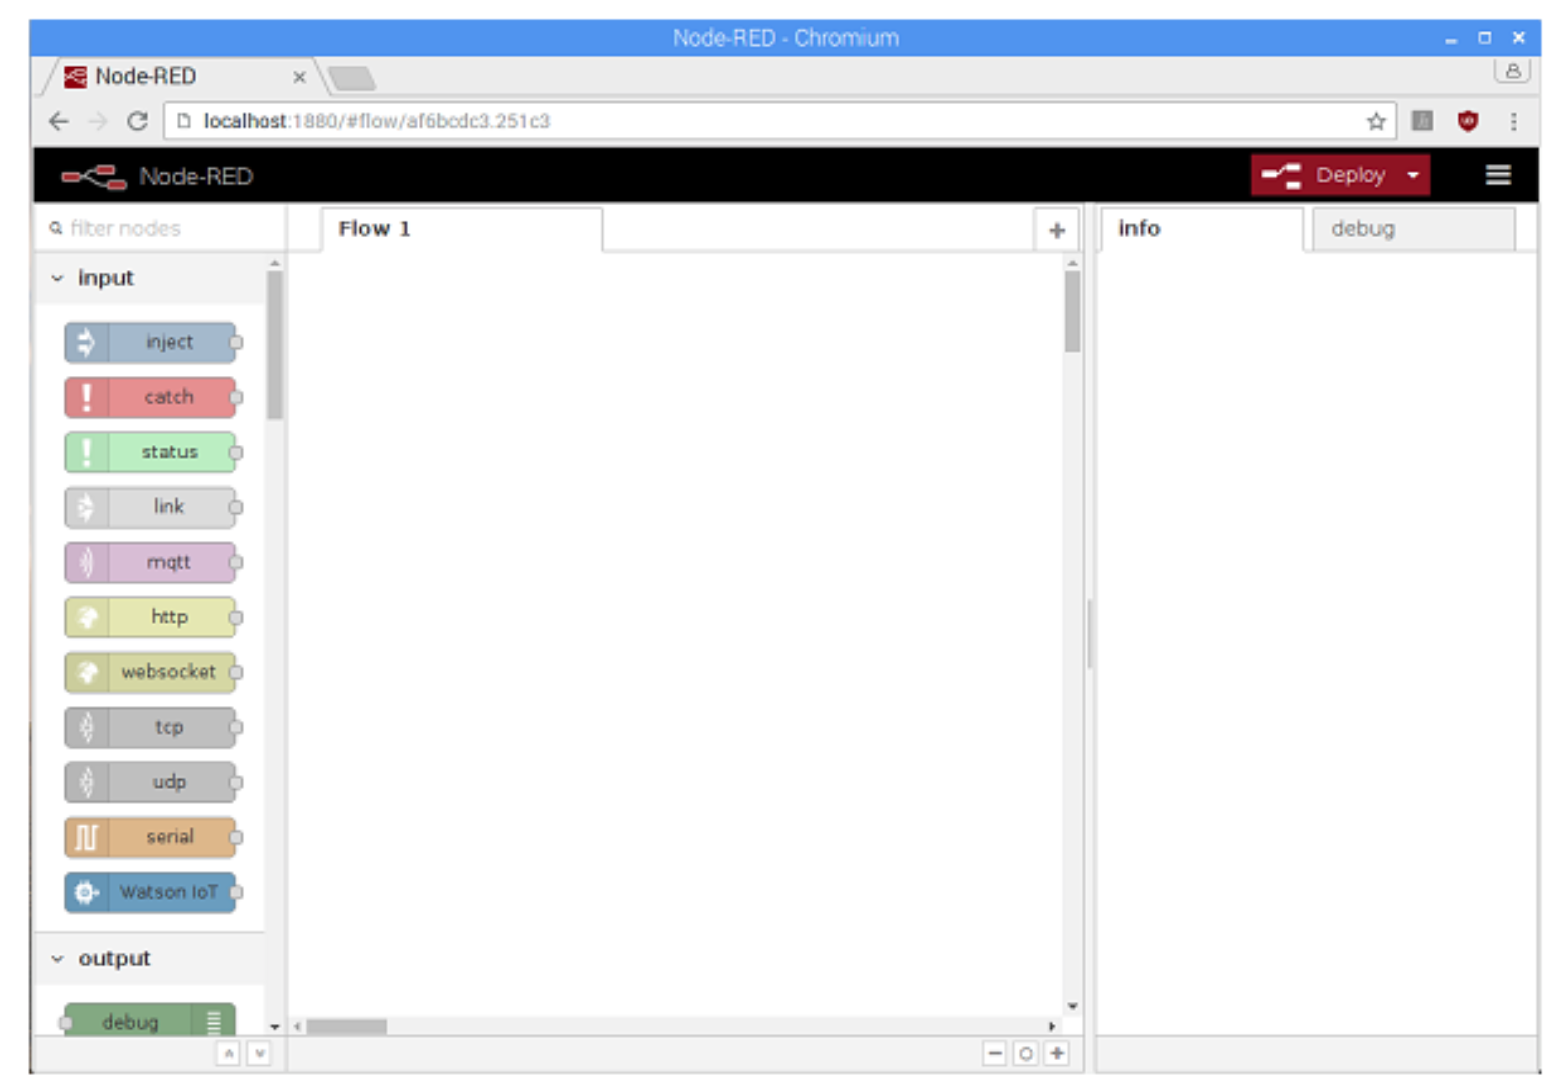 Node-RED - Chromium
Node-RED
localhost:1880/#flow/af6bcdc3.251c3
Node-RED
Deploy
filter nodes
Flow 1
info
debug
input
inject
catch
status
link
mqtt
http
websocket
tcp
udp
serial
Watson IoT
output
debug